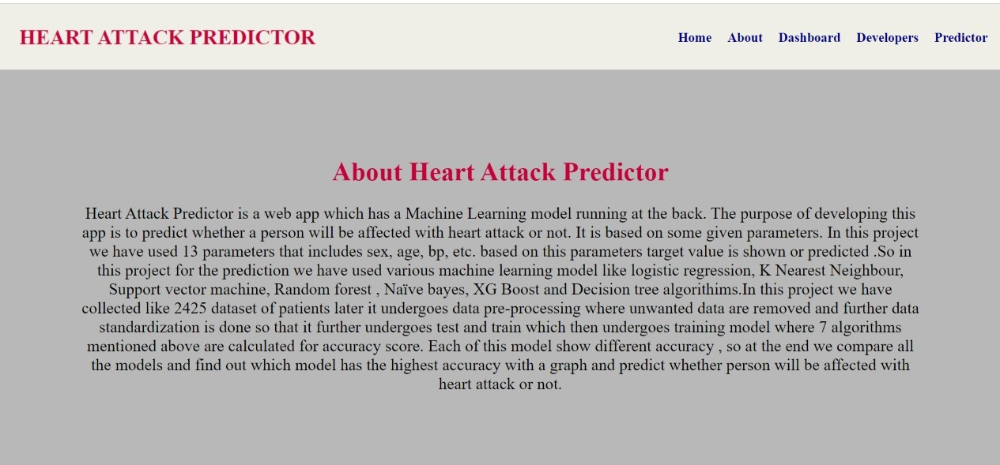 HEART ATTACK PREDICTOR
Home About Dashboard Developers Predictor
About Heart Attack Predictor
Heart Attack Predictor is a web app which has a Machine Learning model running at the back. The purpose of developing this
app is to predict whether a person will be affected with heart attack or not. It is based on some given parameters. In this project
we have used 13 parameters that includes sex, age, bp, etc. based on this parameters target value is shown or predicted .So in
this project for the prediction we have used various machine learning model like logistic regression, K Nearest Neighbour,
Support vector machine, Random forest , Naïve bayes, XG Boost and Decision tree algorithims.In this project we have
collected like 2425 dataset of patients later it undergoes data pre-processing where unwanted data are removed and further data
standardization is done so that it further undergoes test and train which then undergoes training model where 7 algorithms
mentioned above are calculated for accuracy score. Each of this model show different accuracy , so at the end we compare all
the models and find out which model has the highest accuracy with a graph and predict whether person will be affected with
heart attack or not.